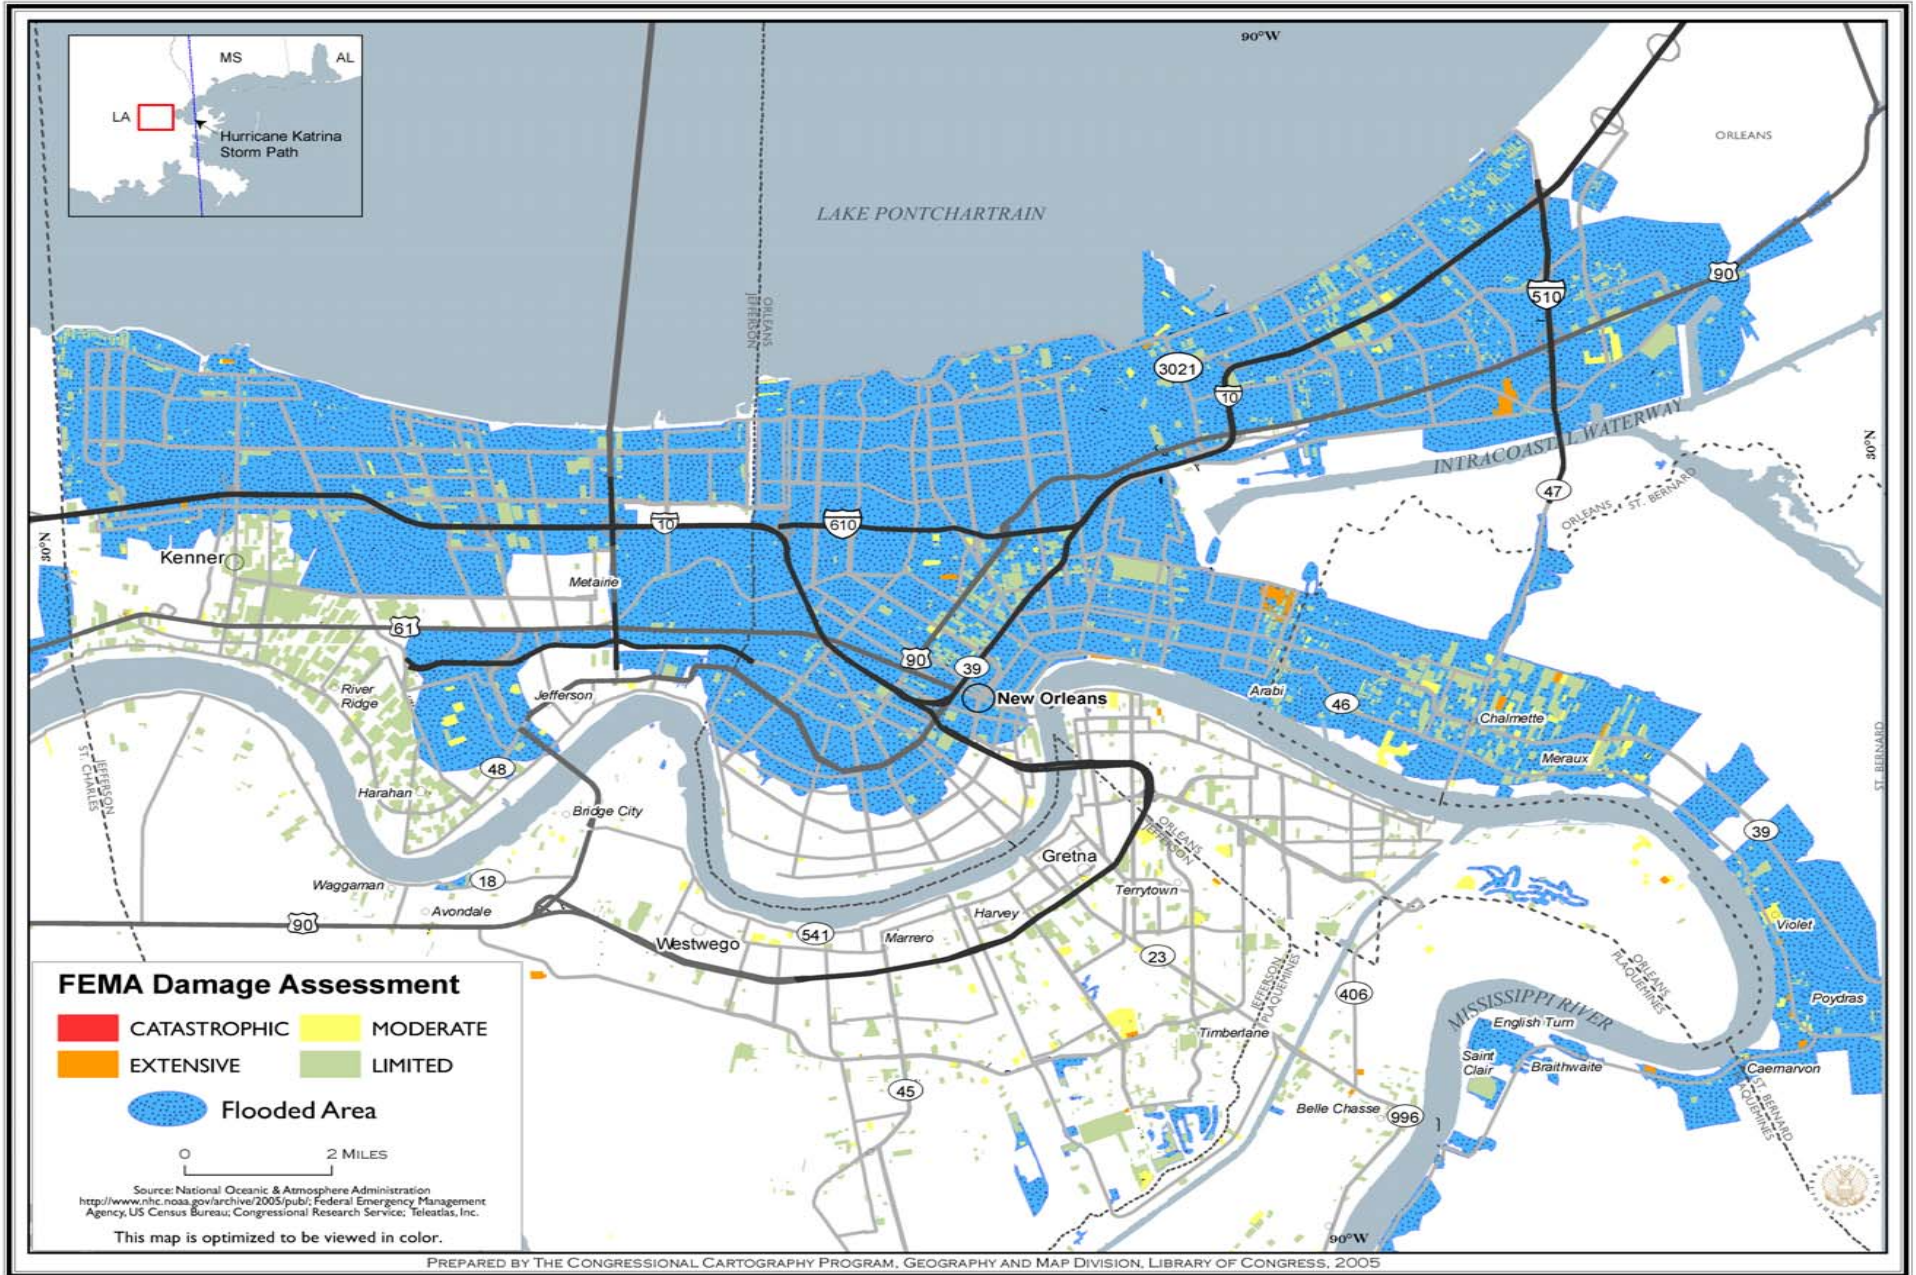 MS
AL
LA
Hurricane Katrina
Storm Path
90°W
ORLEANS
LAKE PONTCHARTRAIN
ORLEANS
JEFFERSON
90
510
3021
10
INTRACOASTAL WATERWAY
30°N
47
ORLEANS
ST. BERNARD
10
610
30°N
Kenner
Metairie
61
90
39
River
Ridge
Jefferson
New Orleans
Arabi
46
Chalmette
Meraux
ST. BERNARD
JEFFERSON
ST. CHARLES
48
Harahan
Bridge City
ORLEANS
JEFFERSON
39
Gretna
Waggaman
18
Terrytown
Avondale
Harvey
90
541
Marrero
Westwego
Violet
23
ORLEANS
PLAQUEMINES
JEFFERSON
PLAQUEMINES
406
Poydras
MISSISSIPPI RIVER
English Turn
Timberlane
Saint
Clair
Braithwaite
Caernarvon
45
Belle Chasse
996
ST. BERNARD
PLAQUEMINES
90°W
FEMA Damage Assessment
CATASTROPHIC
MODERATE
EXTENSIVE
LIMITED
Flooded Area
0
2 MILES
Source: National Oceanic & Atmosphere Administration
http://www.nhc.noaa.gov/archive/2005/pub/; Federal Emergency Management
Agency, US Census Bureau; Congressional Research Service; Teleatlas, Inc.
This map is optimized to be viewed in color.
PREPARED BY THE CONGRESSIONAL CARTOGRAPHY PROGRAM, GEOGRAPHY AND MAP DIVISION, LIBRARY OF CONGRESS, 2005